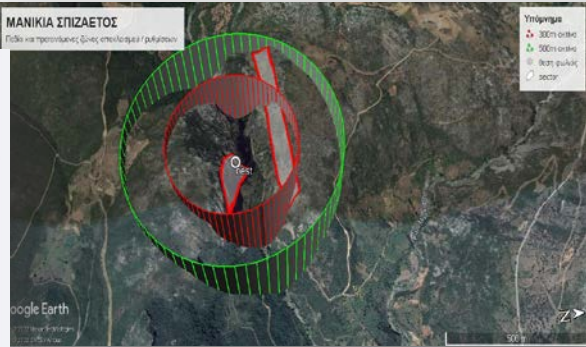 ΜΑΝΙΚΙΑ ΣΠΙΖΑΕΤΟΣ
Πεδίο και προτεινόμενες ζώνες αποκλεισμού / ρυθμίσεων
Υπόμνημα
300m ακτίνα
500m ακτίνα
θέση φωλιάς
sector
nest
oogle Earth
N
500 m